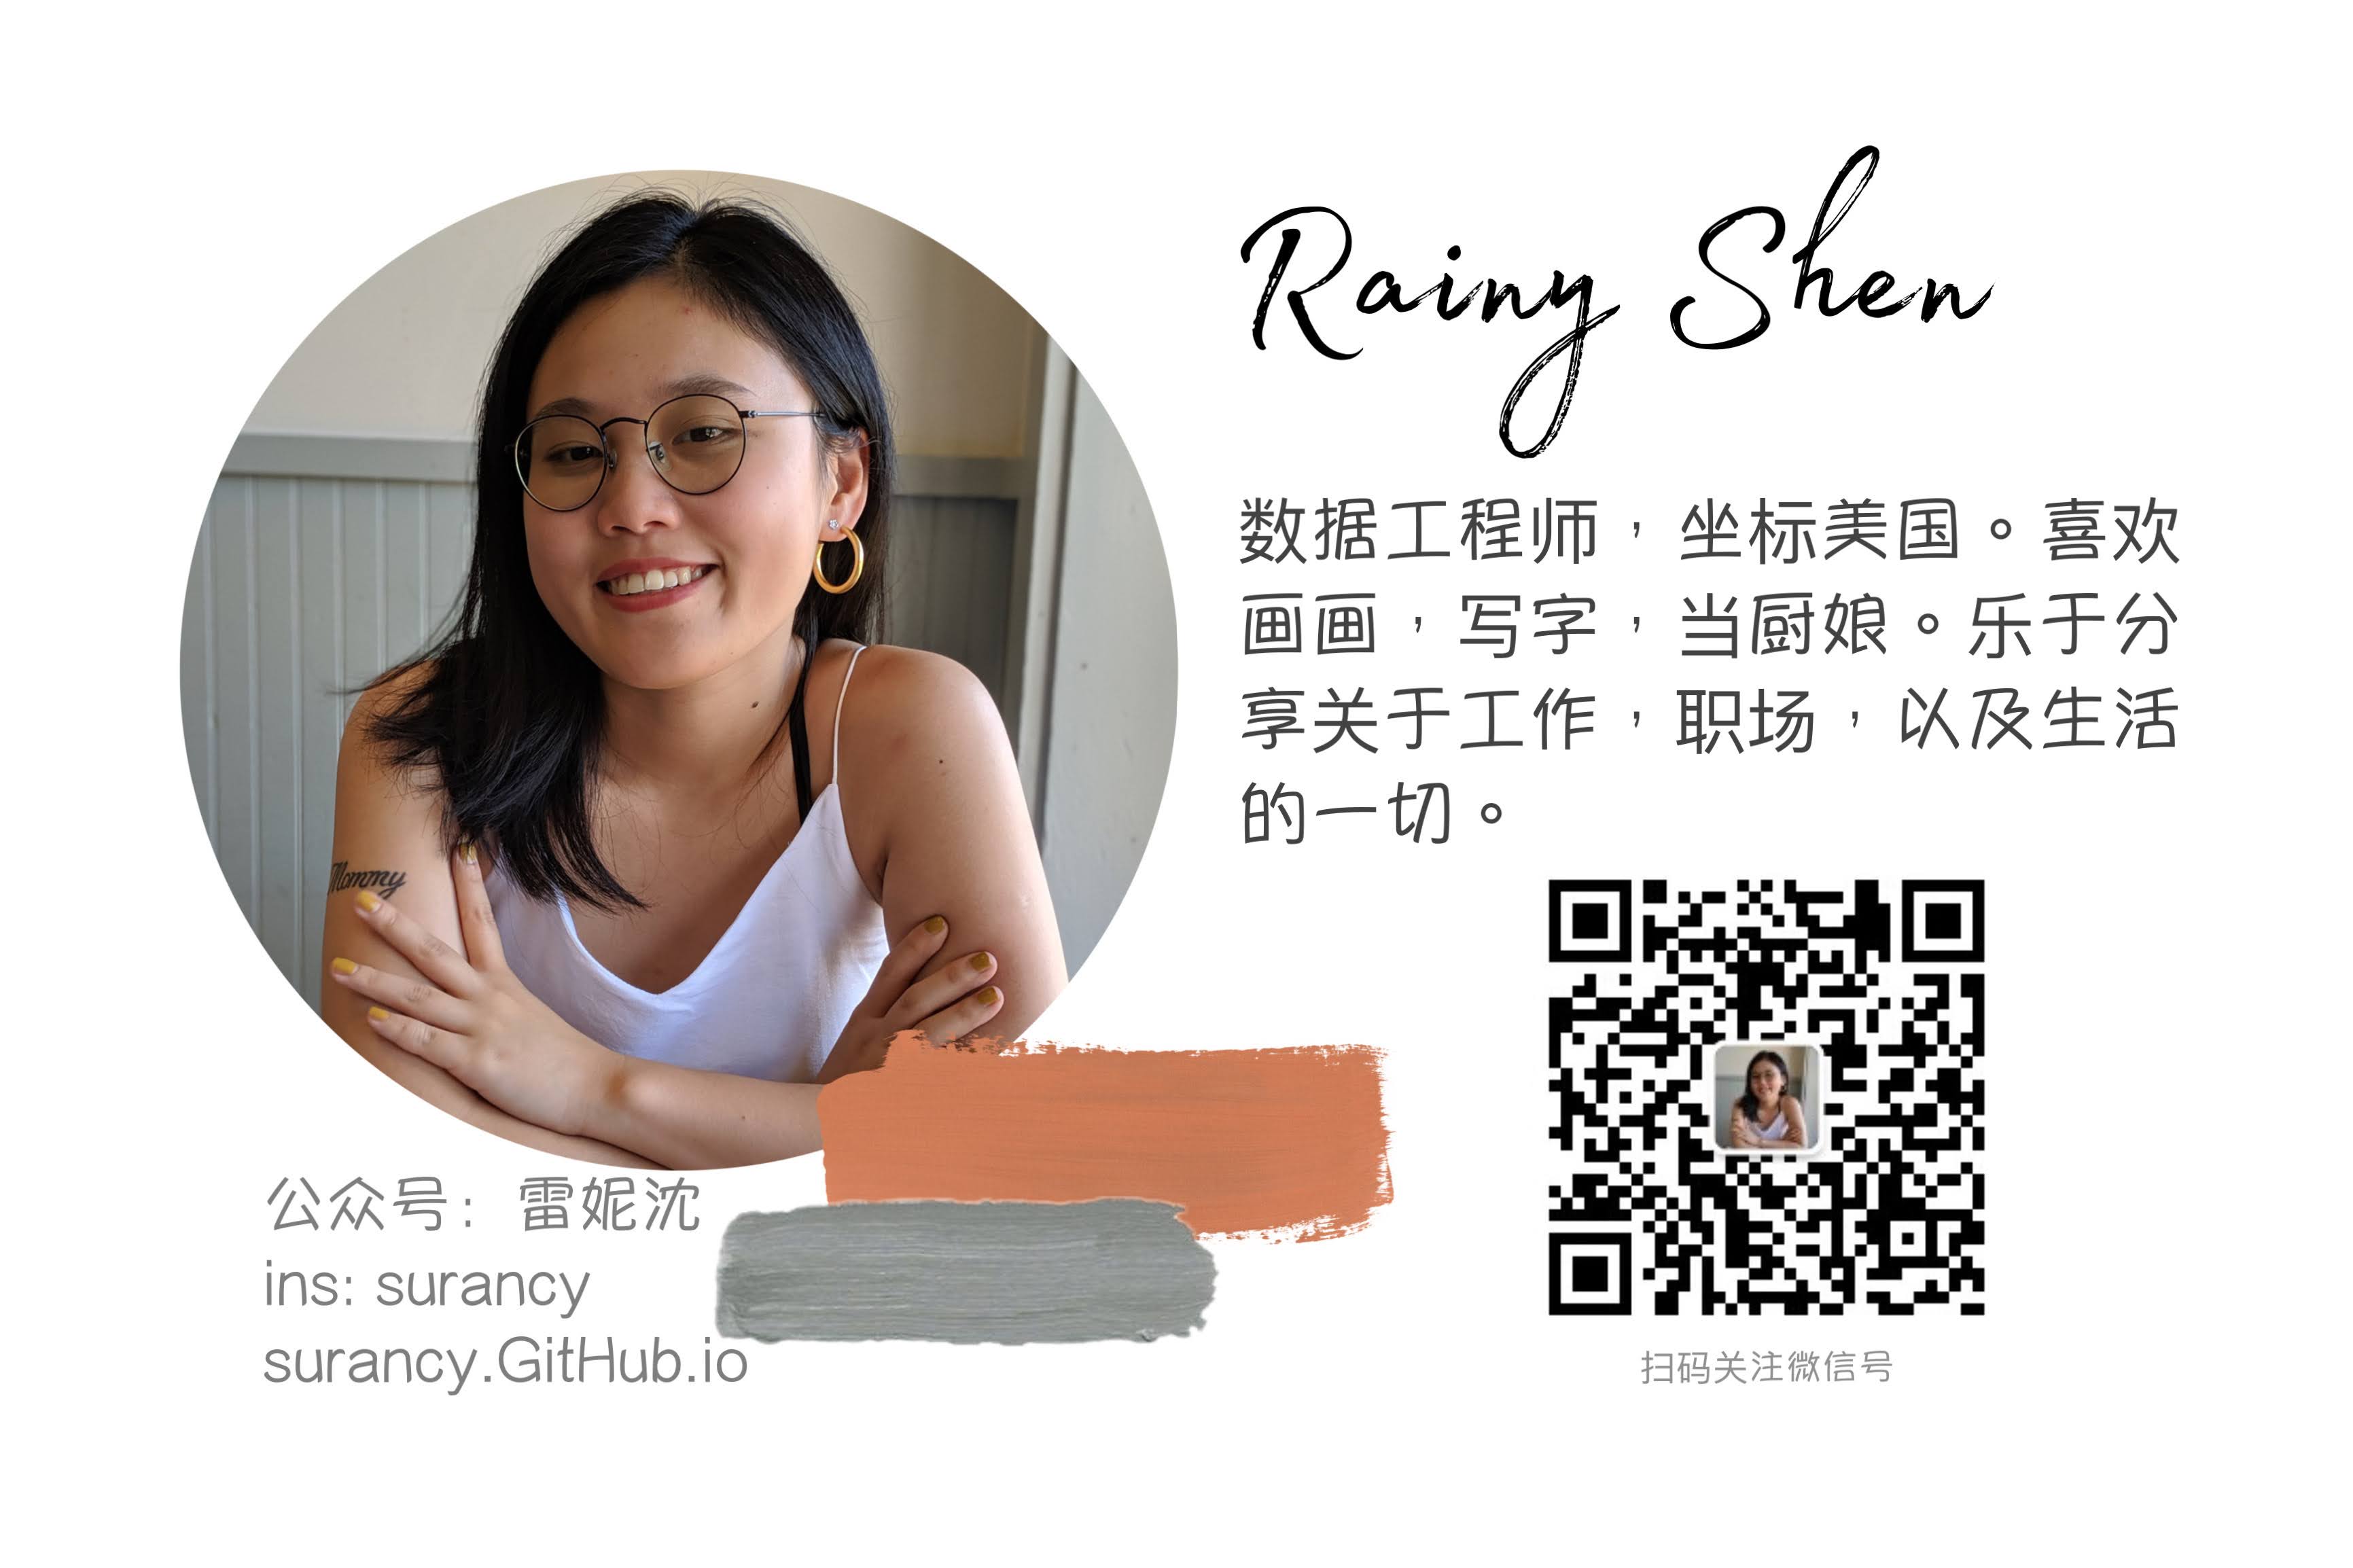 Rainy Shen
数据工程师，坐标美国。喜欢
画画，写字，当厨娘。乐于分
享关于工作，职场，以及生活
的一切。
Mommy
公众号：雷妮沈
ins: surancy
surancy.GitHub.io
扫码关注微信号